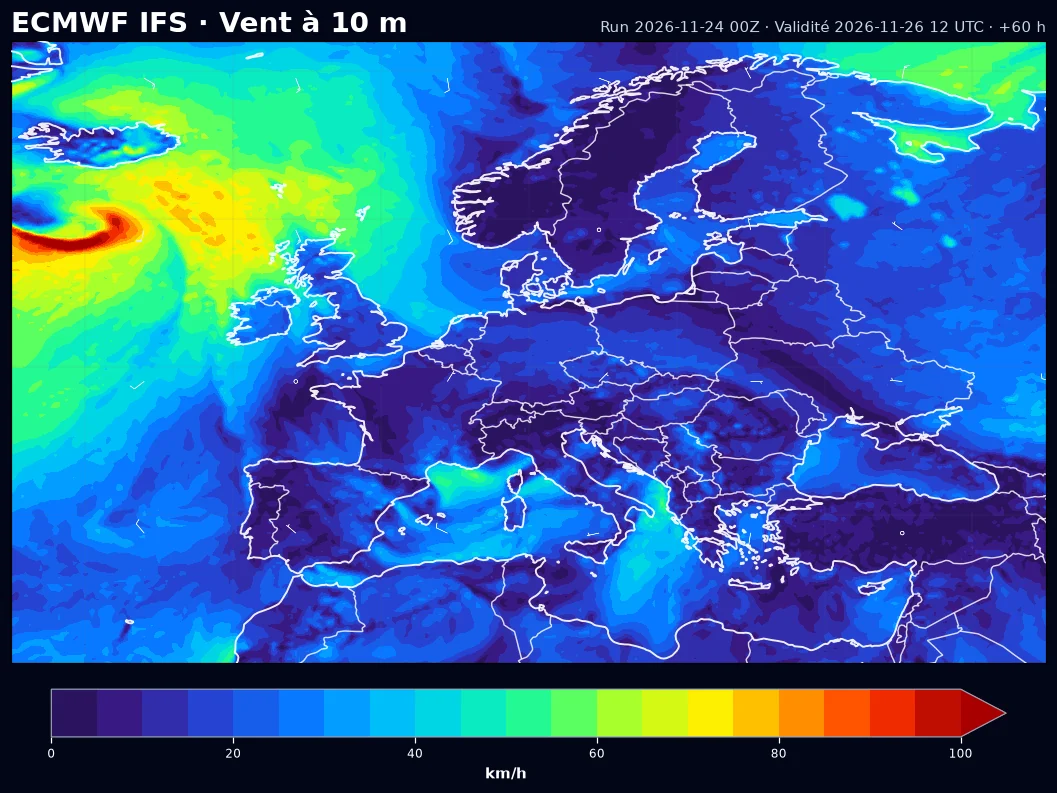 ECMWF IFS · Vent à 10 m
Run 2026-11-24 00Z · Validité 2026-11-26 12 UTC · +60 h
0 20 40 60 80 100
km/h